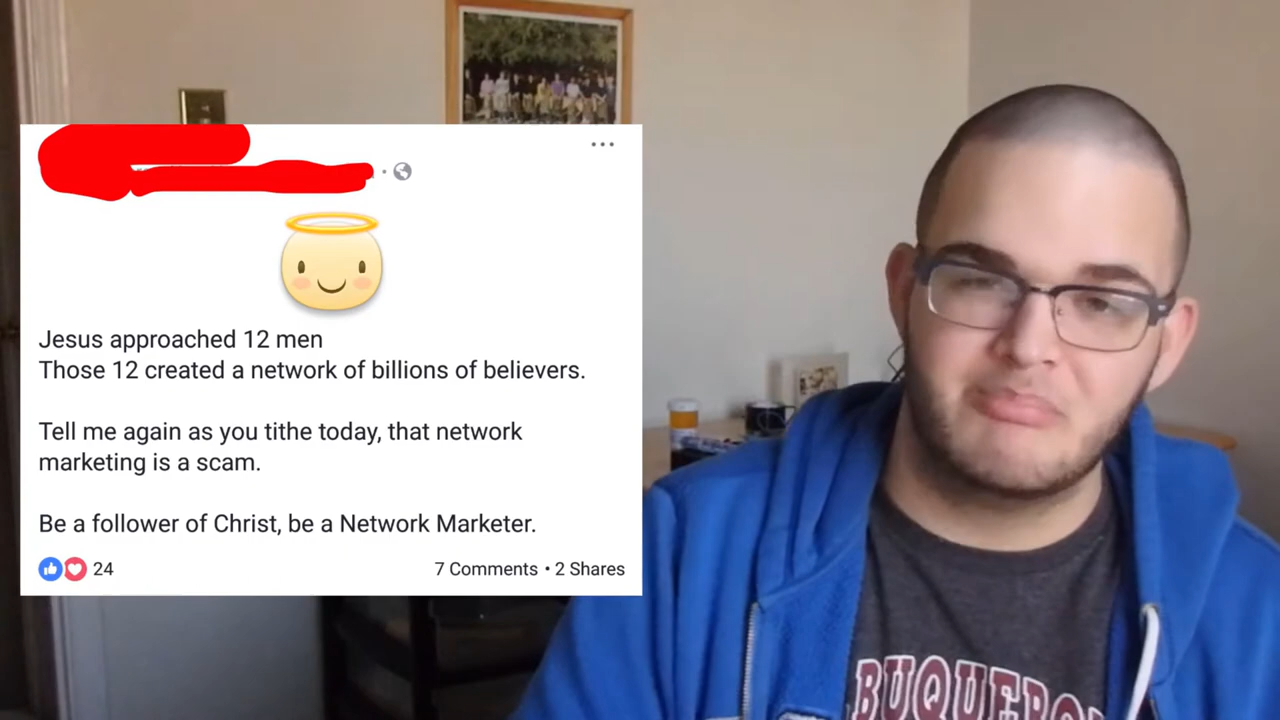 Jesus approached 12 men
Those 12 created a network of billions of believers.
Tell me again as you tithe today, that network
marketing is a scam.
Be a follower of Christ, be a Network Marketer.
24
7 Comments • 2 Shares